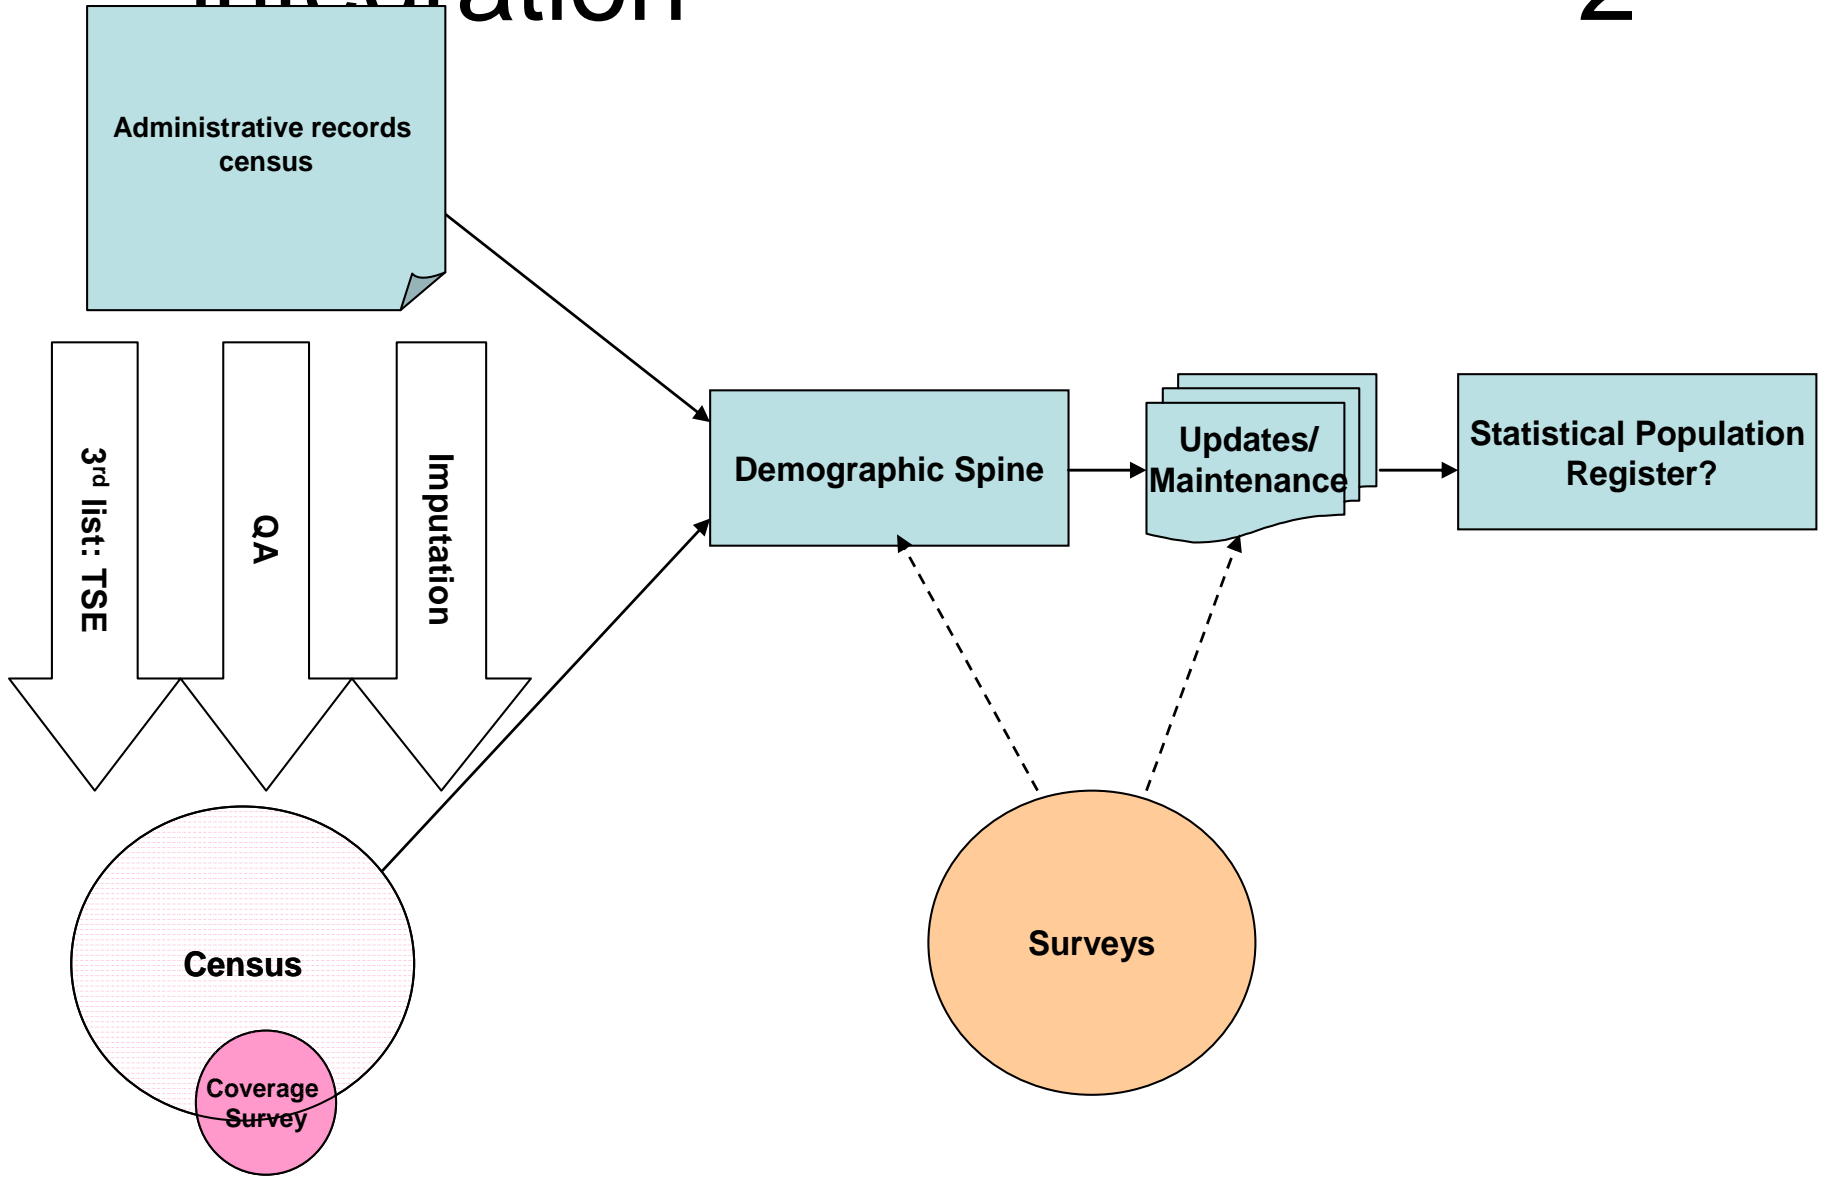 Administrative records
census
3rd list: TSE
QA
Imputation
Demographic Spine
Updates/
Maintenance
Statistical Population
Register?
Census
Coverage
Survey
Surveys